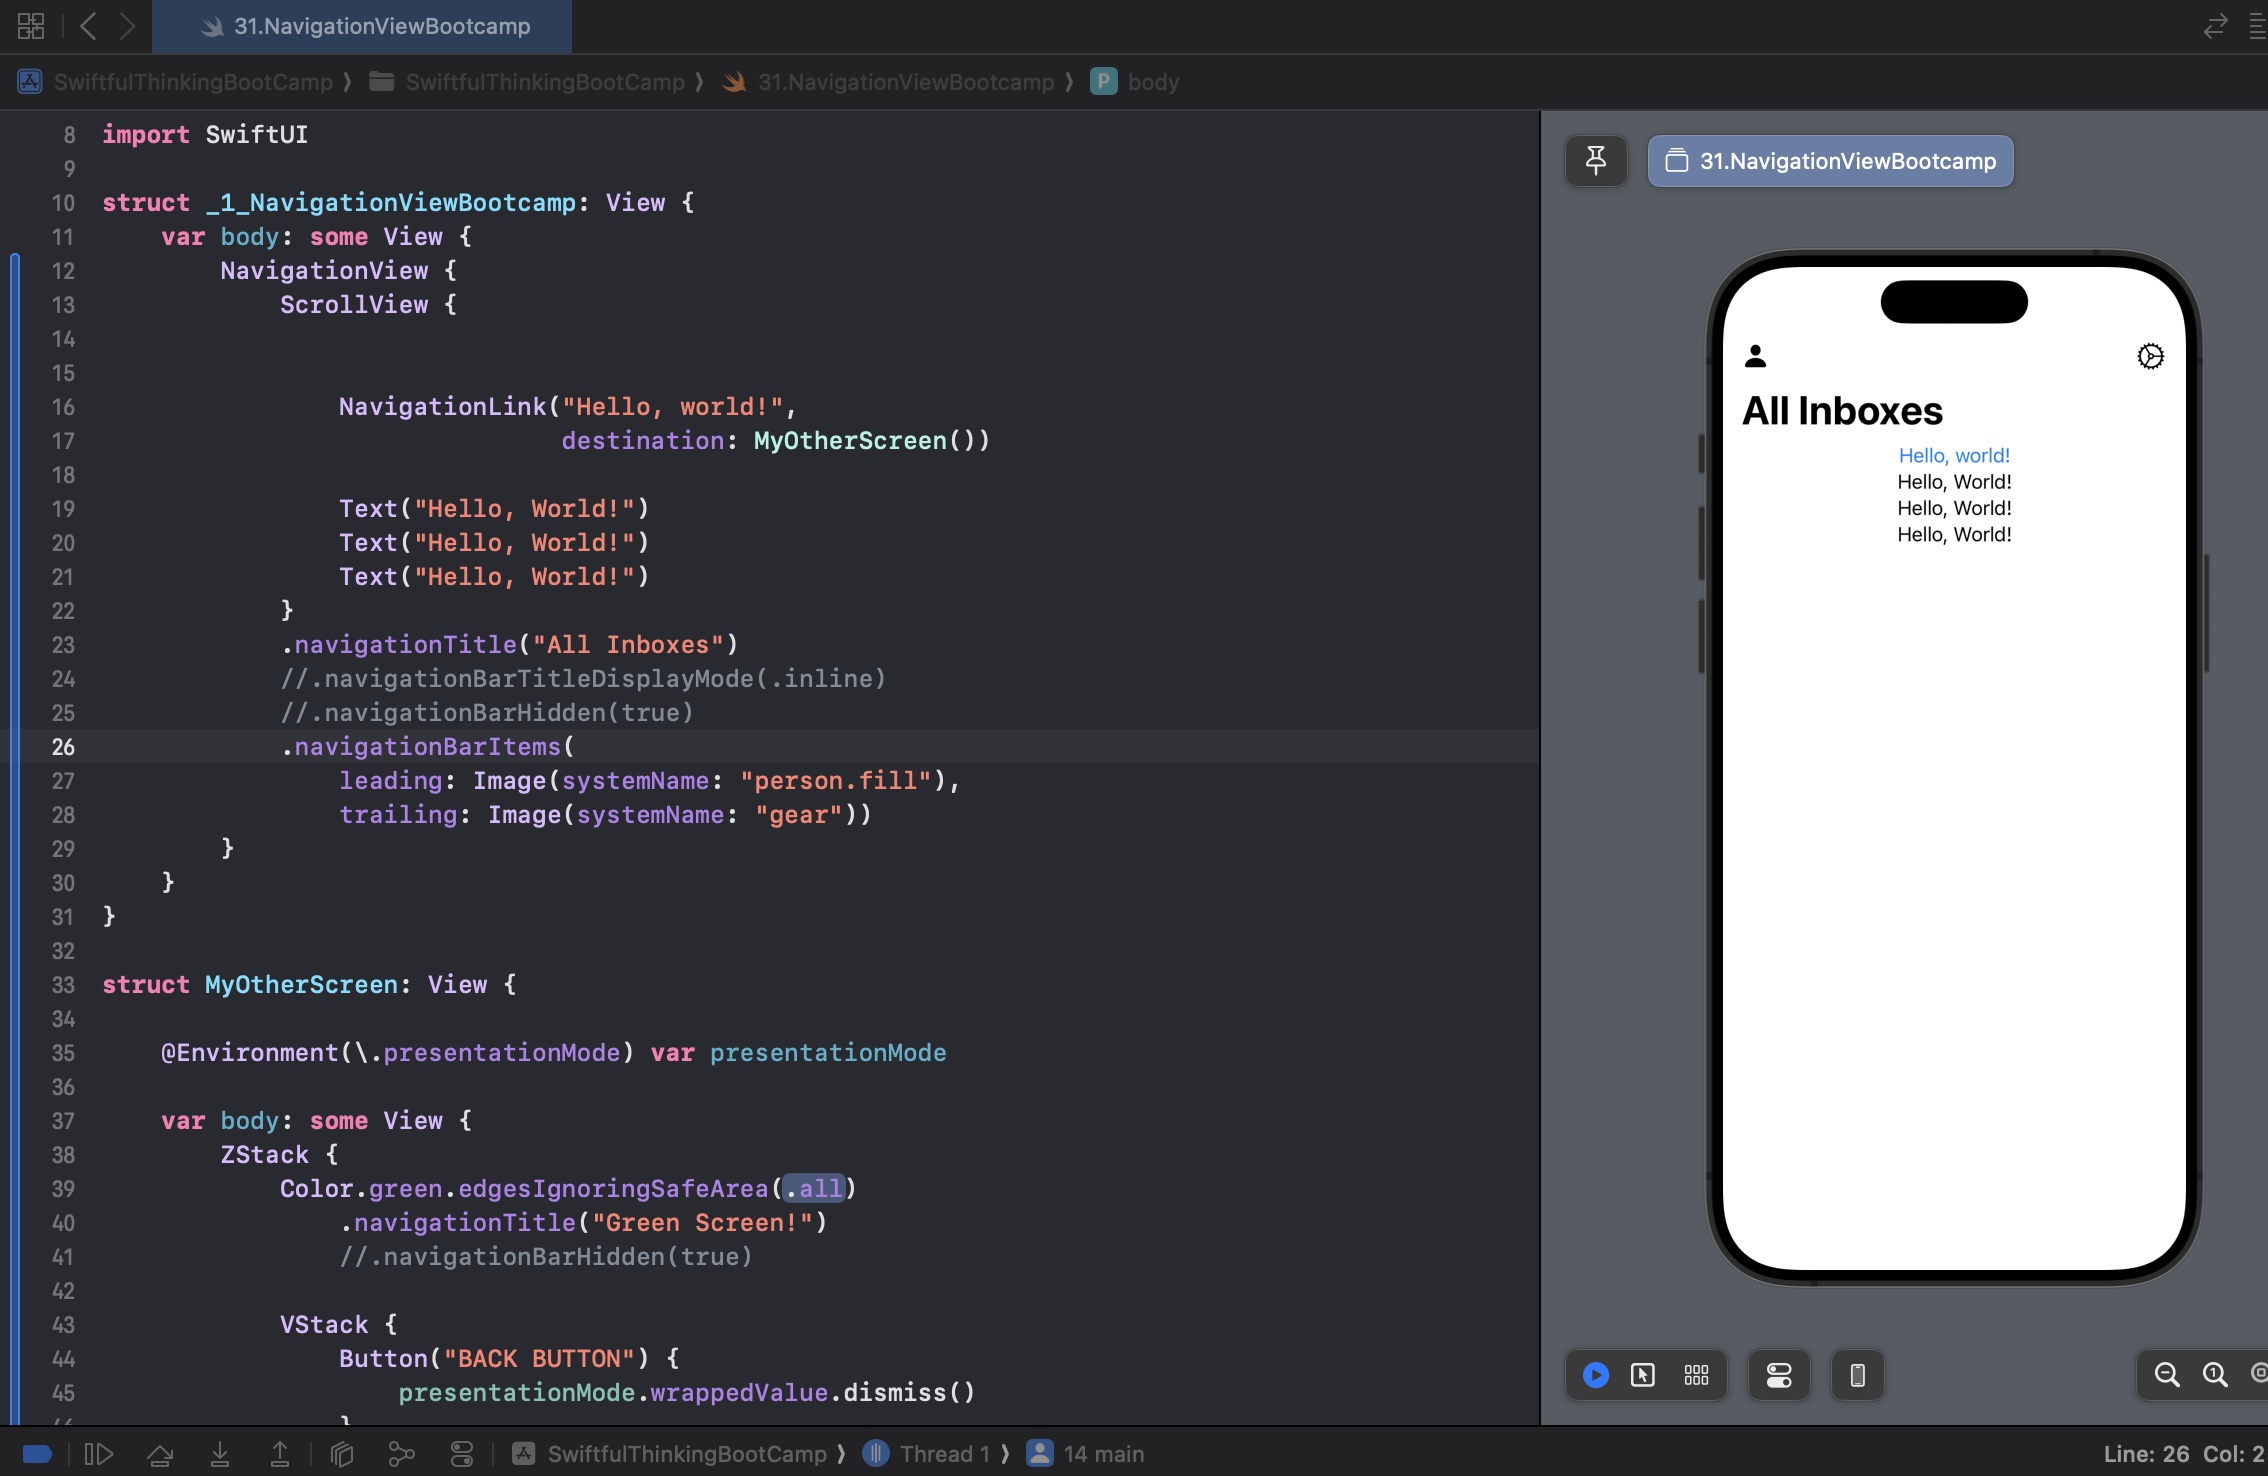 31.NavigationViewBootcamp
SwiftfulThinkingBootCamp ⟩ SwiftfulThinkingBootCamp ⟩ 31.NavigationViewBootcamp ⟩ P body
8 import SwiftUI
9
10 struct _1_NavigationViewBootcamp: View {
11 var body: some View {
12 NavigationView {
13 ScrollView {
14
15
16 NavigationLink("Hello, world!",
17 destination: MyOtherScreen())
18
19 Text("Hello, World!")
20 Text("Hello, World!")
21 Text("Hello, World!")
22 }
23 .navigationTitle("All Inboxes")
24 //.navigationBarTitleDisplayMode(.inline)
25 //.navigationBarHidden(true)
26 .navigationBarItems(
27 leading: Image(systemName: "person.fill"),
28 trailing: Image(systemName: "gear"))
29 }
30 }
31 }
32
33 struct MyOtherScreen: View {
34
35 @Environment(\.presentationMode) var presentationMode
36
37 var body: some View {
38 ZStack {
39 Color.green.edgesIgnoringSafeArea(.all)
40 .navigationTitle("Green Screen!")
41 //.navigationBarHidden(true)
42
43 VStack {
44 Button("BACK BUTTON") {
45 presentationMode.wrappedValue.dismiss()
31.NavigationViewBootcamp
All Inboxes
Hello, world!
Hello, World!
Hello, World!
Hello, World!
SwiftfulThinkingBootCamp ⟩ Thread 1 ⟩ 14 main
Line: 26 Col: 2